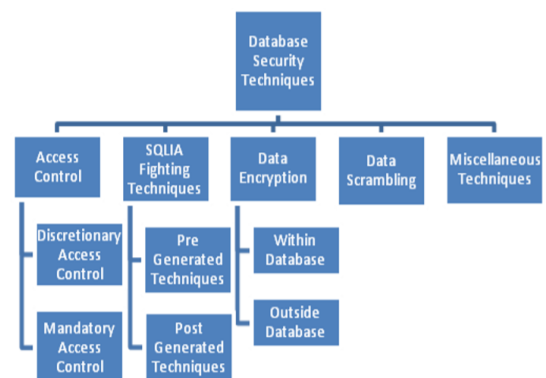 Database
Security
Techniques
Access
Control
SQLIA
Fighting
Techniques
Data
Encryption
Data
Scrambling
Miscellaneous
Techniques
Discretionary
Access
Control
Pre
Generated
Techniques
Within
Database
Mandatory
Access
Control
Post
Generated
Techniques
Outside
Database